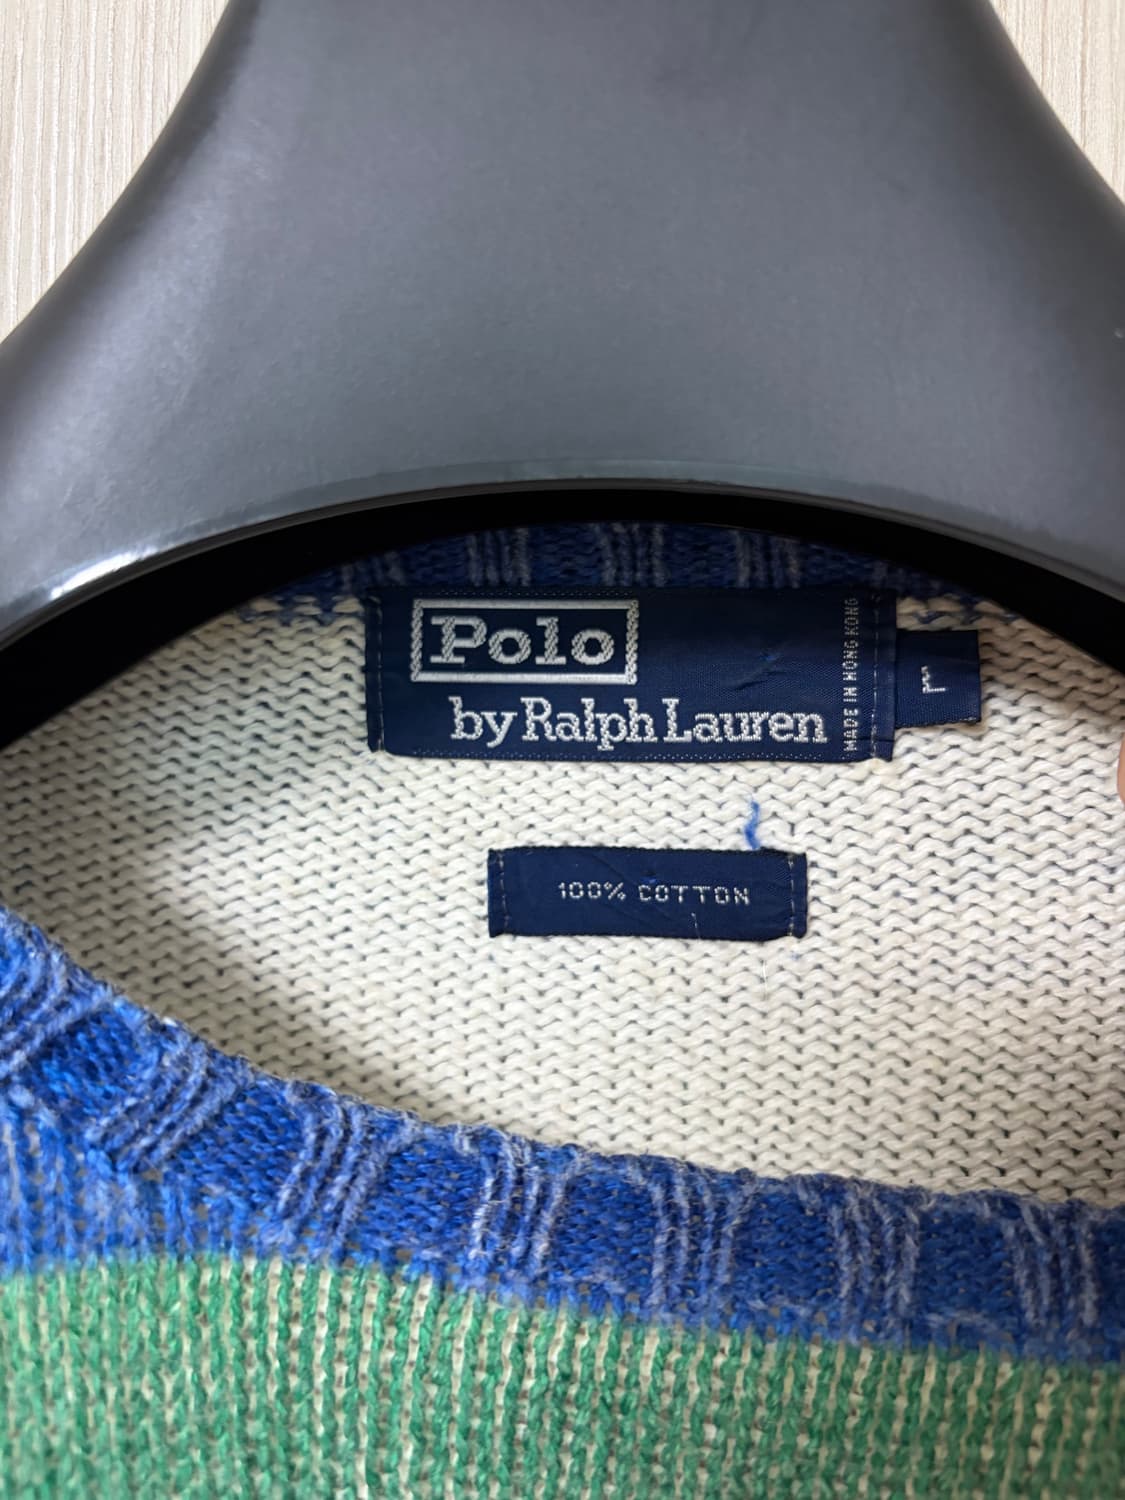 Polo
by Ralph Lauren
MADE IN HONG KONG
L
100% COTTON